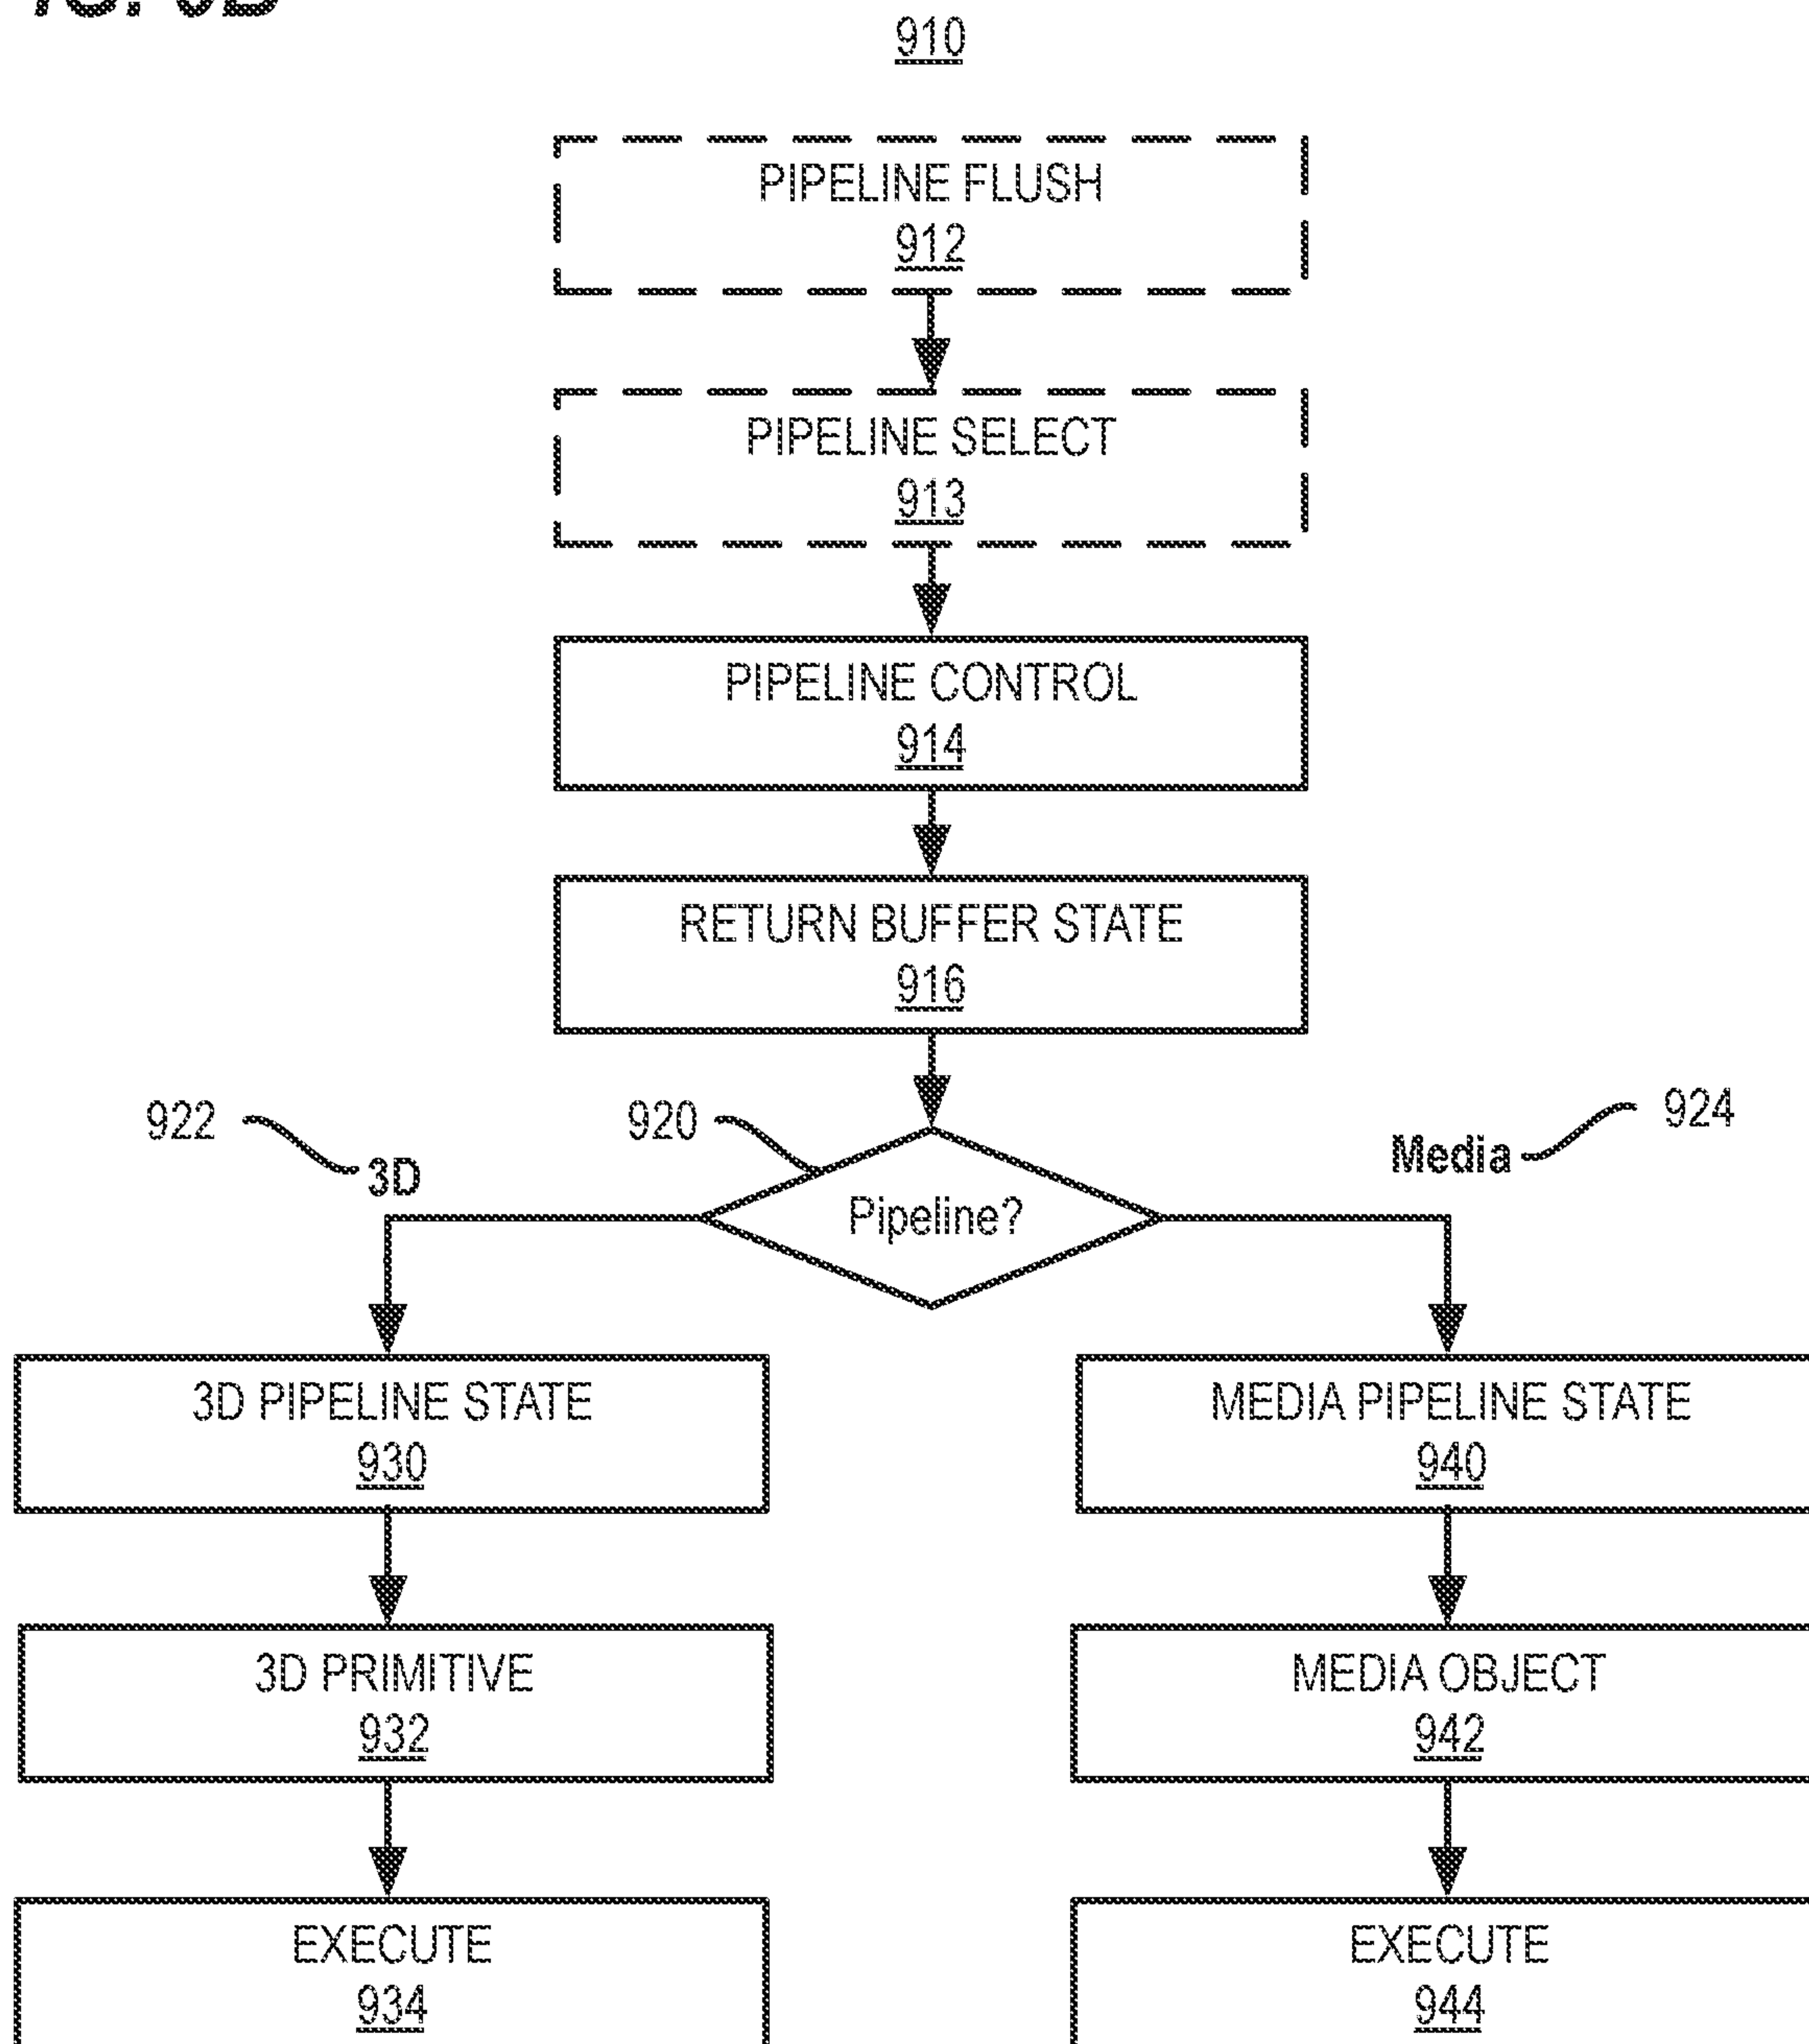 910
PIPELINE FLUSH
912
PIPELINE SELECT
913
PIPELINE CONTROL
914
RETURN BUFFER STATE
916
922
920
924
3D
Media
Pipeline?
3D PIPELINE STATE
930
MEDIA PIPELINE STATE
940
3D PRIMITIVE
932
MEDIA OBJECT
942
EXECUTE
934
EXECUTE
944